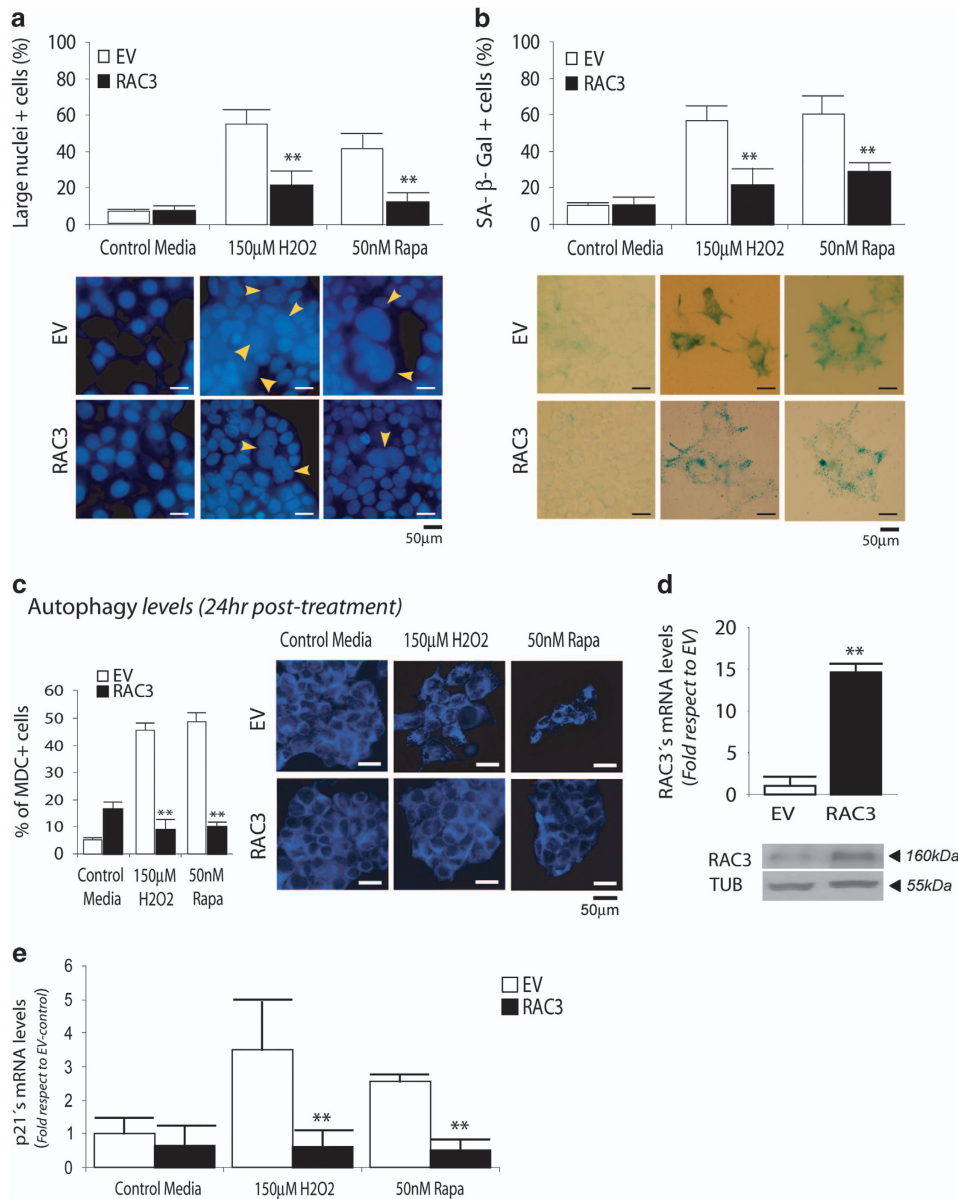 a
Large nuclei + cells (%)
100
80
60
40
20
0
EV
RAC3
**
**
Control Media 150µM H2O2 50nM Rapa
EV
RAC3
50µm
b
SA- β- Gal + cells (%)
100
80
60
40
20
0
EV
RAC3
**
**
Control Media 150µM H2O2 50nM Rapa
EV
RAC3
50µm
c
Autophagy levels (24hr post-treatment)
% of MDC+ cells
60
50
40
30
20
10
0
EV
RAC3
**
**
Control Media
150µM H2O2
50nM Rapa
Control Media 150µM H2O2 50nM Rapa
EV
RAC3
50µm
d
RAC3´s mRNA levels
(Fold respect to EV)
20
15
10
5
0
**
EV RAC3
RAC3 160kDa
TUB 55kDa
e
p21´s mRNA levels
(Fold respect to EV-control)
6
5
4
3
2
1
0
EV
RAC3
**
**
Control Media 150µM H2O2 50nM Rapa